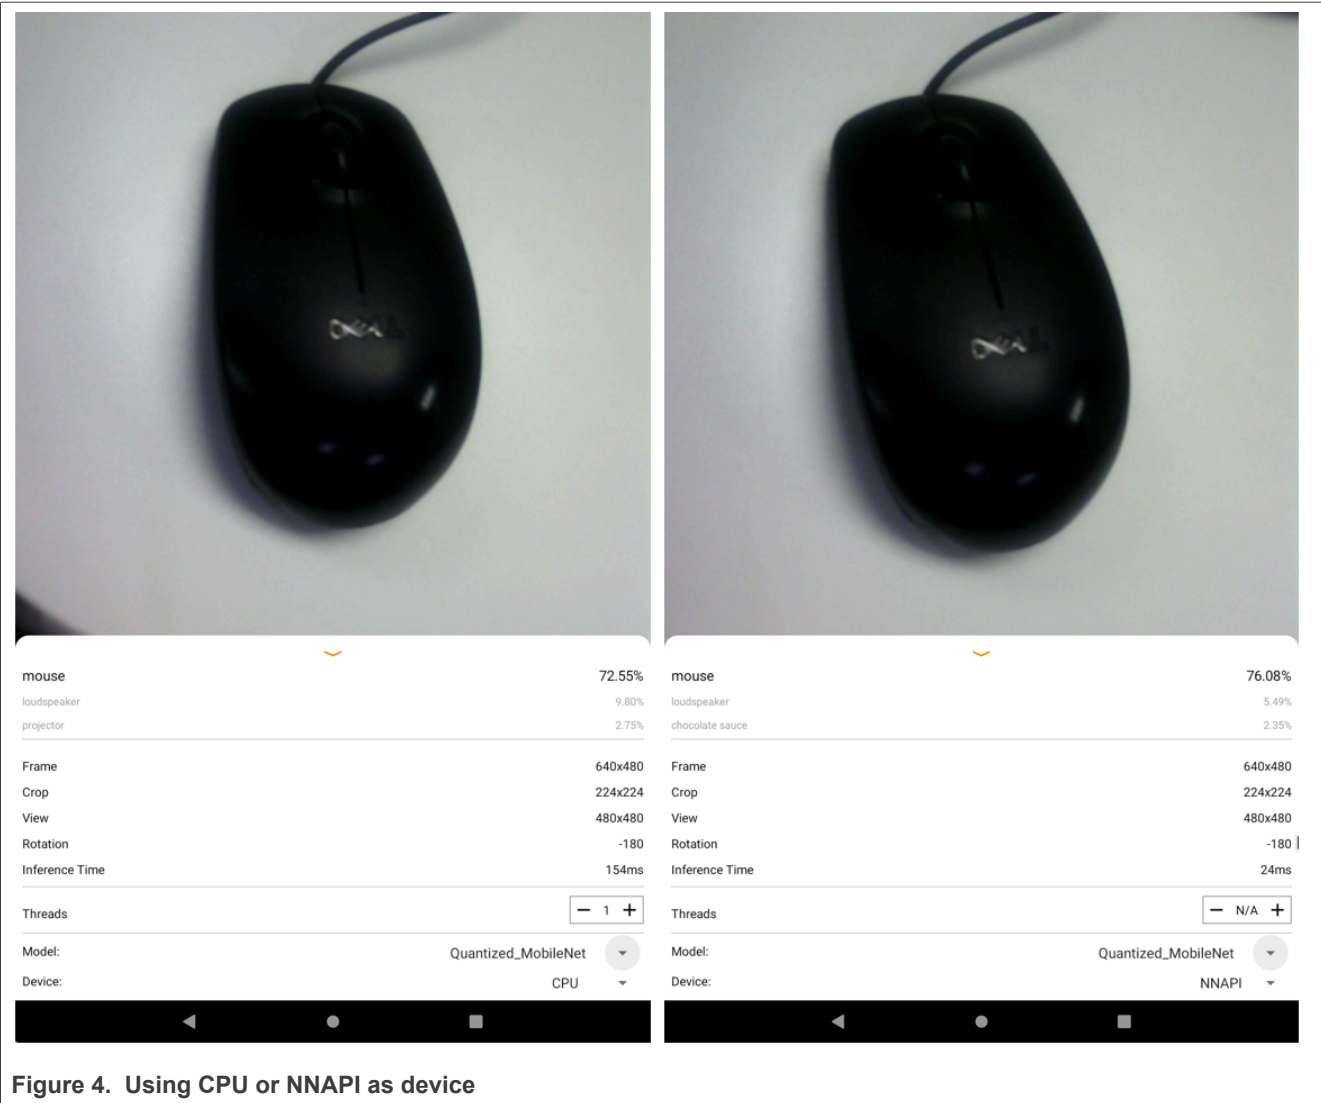 DELL
mouse 72.55%
loudspeaker 9.80%
projector 2.75%
Frame 640x480
Crop 224x224
View 480x480
Rotation -180
Inference Time 154ms
Threads − 1 +
Model: Quantized_MobileNet
Device: CPU
DELL
mouse 76.08%
loudspeaker 5.49%
chocolate sauce 2.35%
Frame 640x480
Crop 224x224
View 480x480
Rotation -180
Inference Time 24ms
Threads − N/A +
Model: Quantized_MobileNet
Device: NNAPI
Figure 4. Using CPU or NNAPI as device